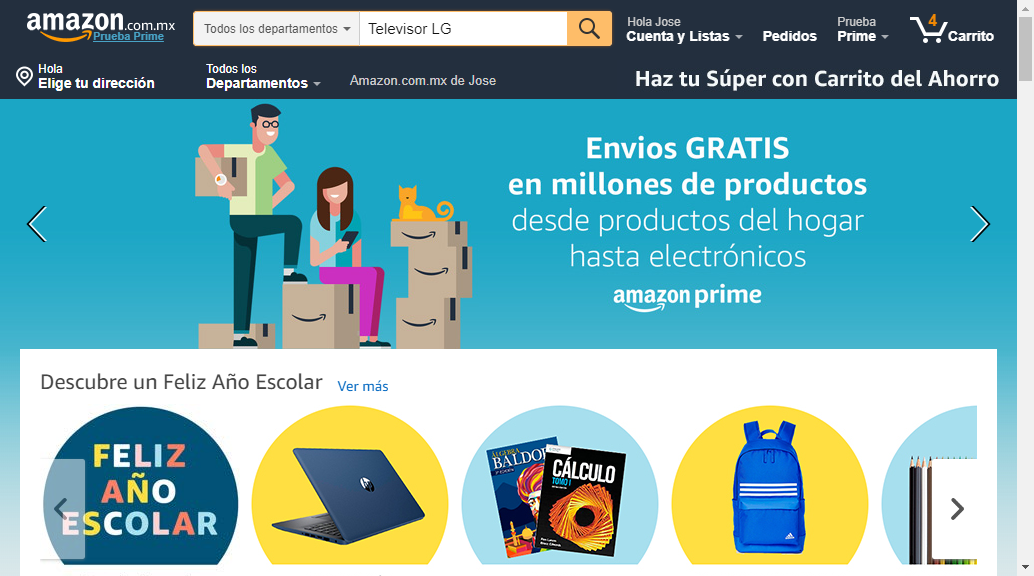 amazon.com.mx
Prueba Prime
Todos los departamentos
Televisor LG
Hola Jose
Cuenta y Listas
Pedidos
Prueba
Prime
4
Carrito
Hola
Elige tu dirección
Todos los
Departamentos
Amazon.com.mx de Jose
Haz tu Súper con Carrito del Ahorro
Envios GRATIS
en millones de productos
desde productos del hogar
hasta electrónicos
amazon prime
Descubre un Feliz Año Escolar
Ver más
FELIZ
AÑO
ESCOLAR
hp
ÁLGEBRA
BALDOR
CÁLCULO
TOMO I
adidas